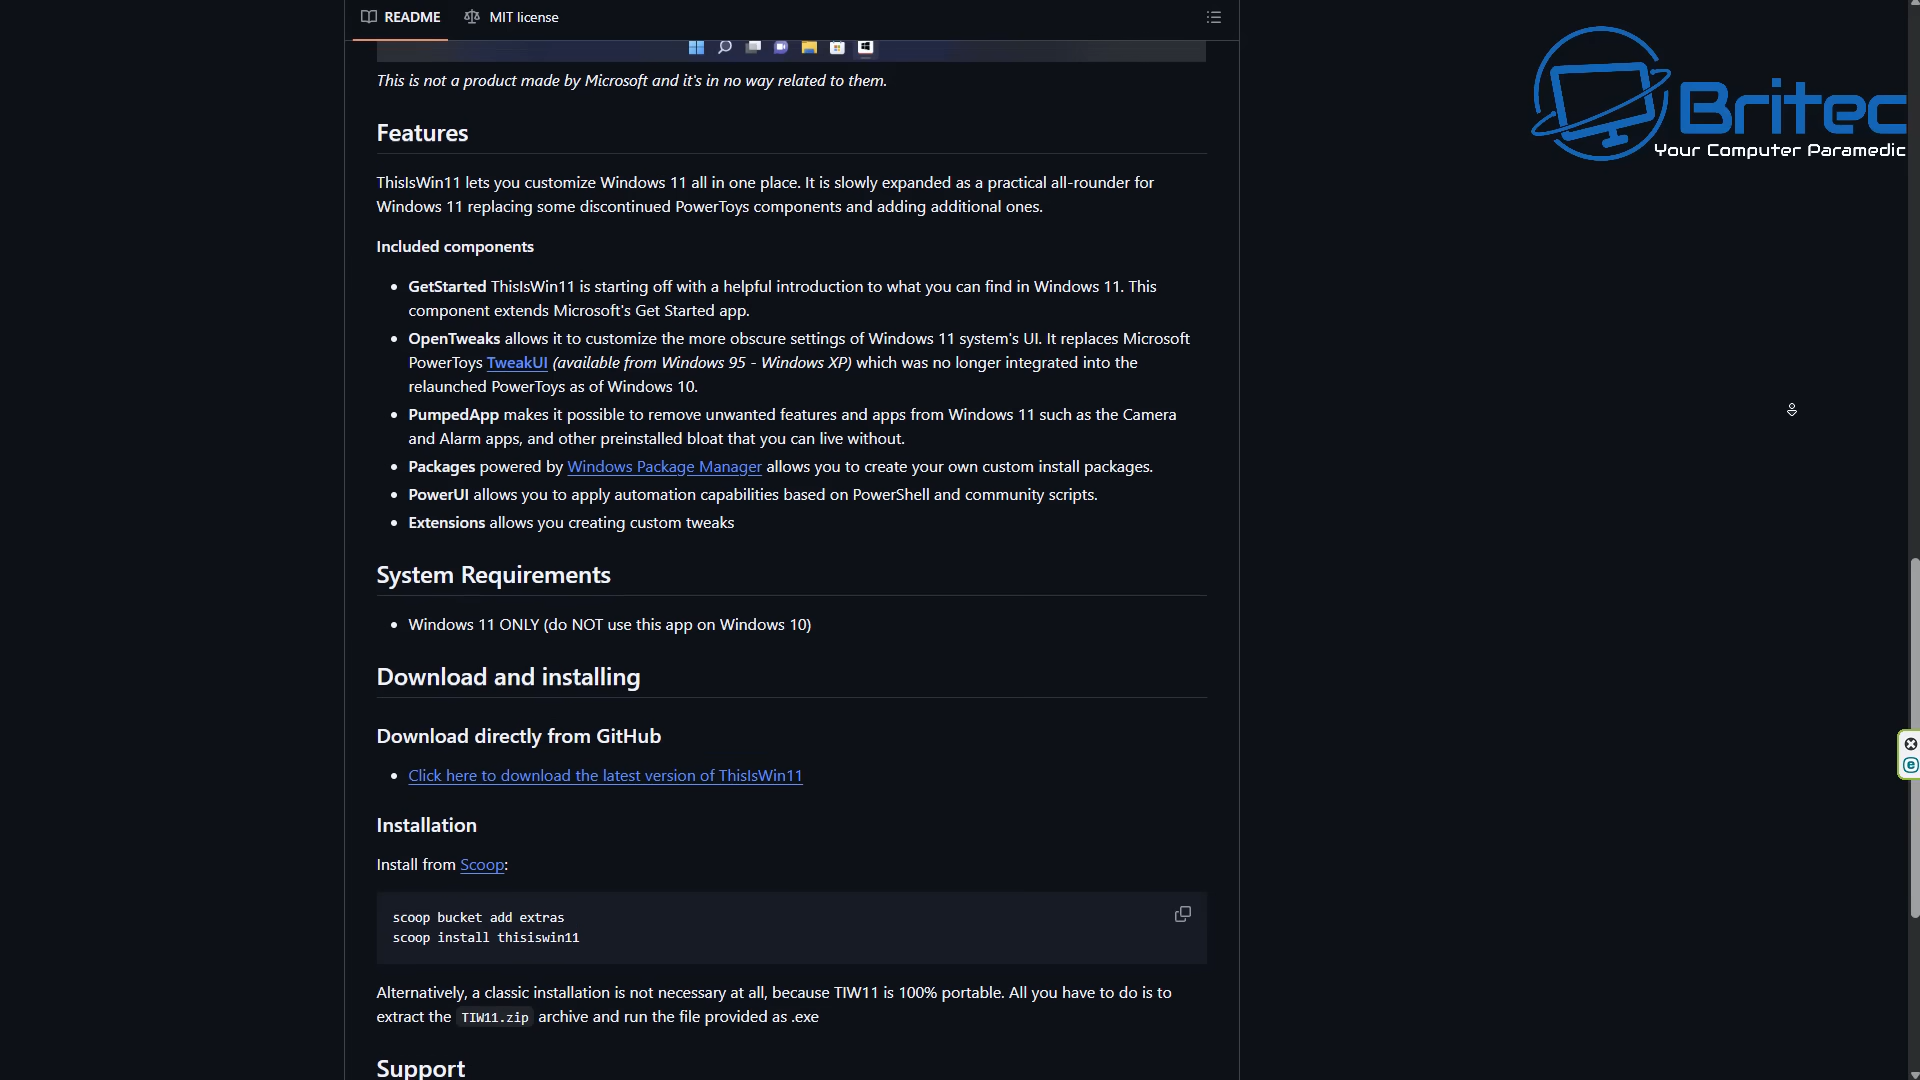 README MIT license
This is not a product made by Microsoft and it's in no way related to them.
Britec
Your Computer Paramedic
Features
ThisIsWin11 lets you customize Windows 11 all in one place. It is slowly expanded as a practical all-rounder for
Windows 11 replacing some discontinued PowerToys components and adding additional ones.
Included components
• GetStarted ThisIsWin11 is starting off with a helpful introduction to what you can find in Windows 11. This
component extends Microsoft's Get Started app.
• OpenTweaks allows it to customize the more obscure settings of Windows 11 system's UI. It replaces Microsoft
PowerToys TweakUI (available from Windows 95 - Windows XP) which was no longer integrated into the
relaunched PowerToys as of Windows 10.
• PumpedApp makes it possible to remove unwanted features and apps from Windows 11 such as the Camera
and Alarm apps, and other preinstalled bloat that you can live without.
• Packages powered by Windows Package Manager allows you to create your own custom install packages.
• PowerUI allows you to apply automation capabilities based on PowerShell and community scripts.
• Extensions allows you creating custom tweaks
System Requirements
• Windows 11 ONLY (do NOT use this app on Windows 10)
Download and installing
Download directly from GitHub
• Click here to download the latest version of ThisIsWin11
Installation
Install from Scoop:
scoop bucket add extras
scoop install thisiswin11
Alternatively, a classic installation is not necessary at all, because TIW11 is 100% portable. All you have to do is to
extract the TIW11.zip archive and run the file provided as .exe
Support